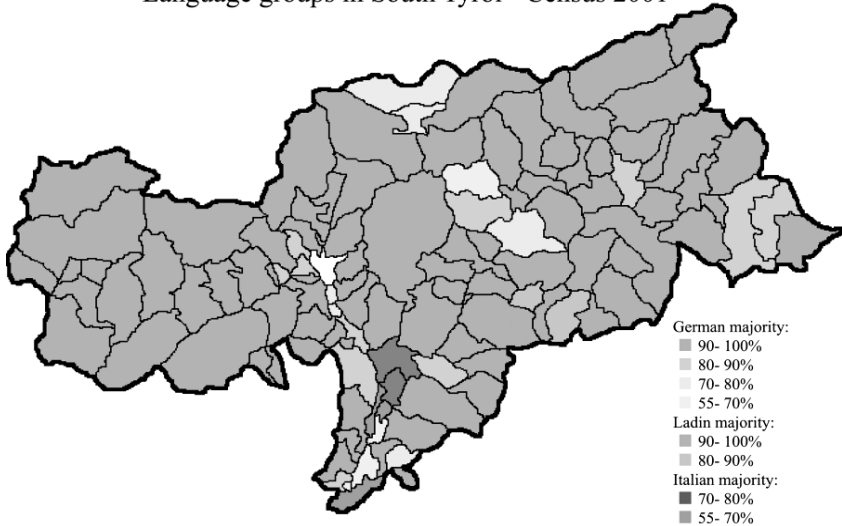 Language groups in South Tyrol - Census 2001
German majority:
90- 100%
80- 90%
70- 80%
55- 70%
Ladin majority:
90- 100%
80- 90%
Italian majority:
70- 80%
55- 70%